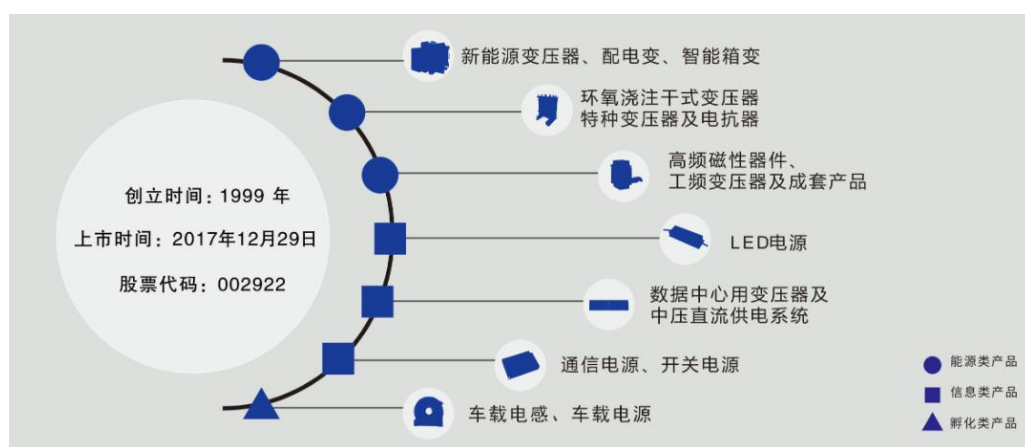 新能源变压器、配电变、智能箱变
环氧浇注干式变压器
特种变压器及电抗器
高频磁性器件、
工频变压器及成套产品
创立时间：1999 年
上市时间：2017年12月29日
股票代码：002922
LED电源
数据中心用变压器及
中压直流供电系统
通信电源、开关电源
车载电感、车载电源
能源类产品
信息类产品
孵化类产品